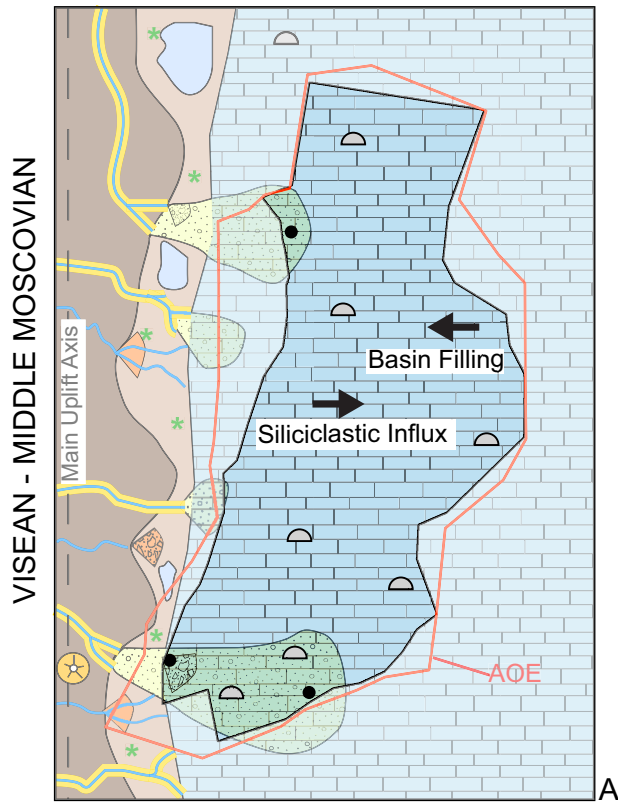 VISEAN - MIDDLE MOSCOVIAN
Main Uplift Axis
Basin Filling
Siliciclastic Influx
AOE
A